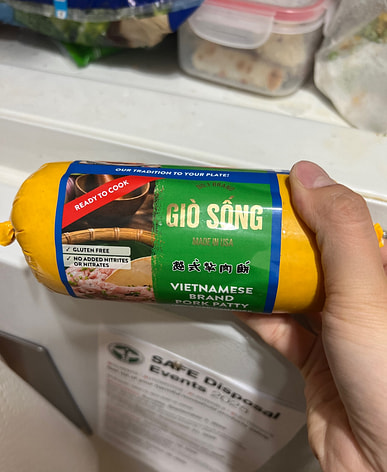 OUR TRADITION TO YOUR PLATE!
READY TO COOK
GIÒ SỐNG
MADE IN USA
越式 肉餅
✓ GLUTEN FREE
✓ NO ADDED NITRITES
OR NITRATES
VIETNAMESE
BRAND
PORK PATTY
SAFE Disposal
Events 2025